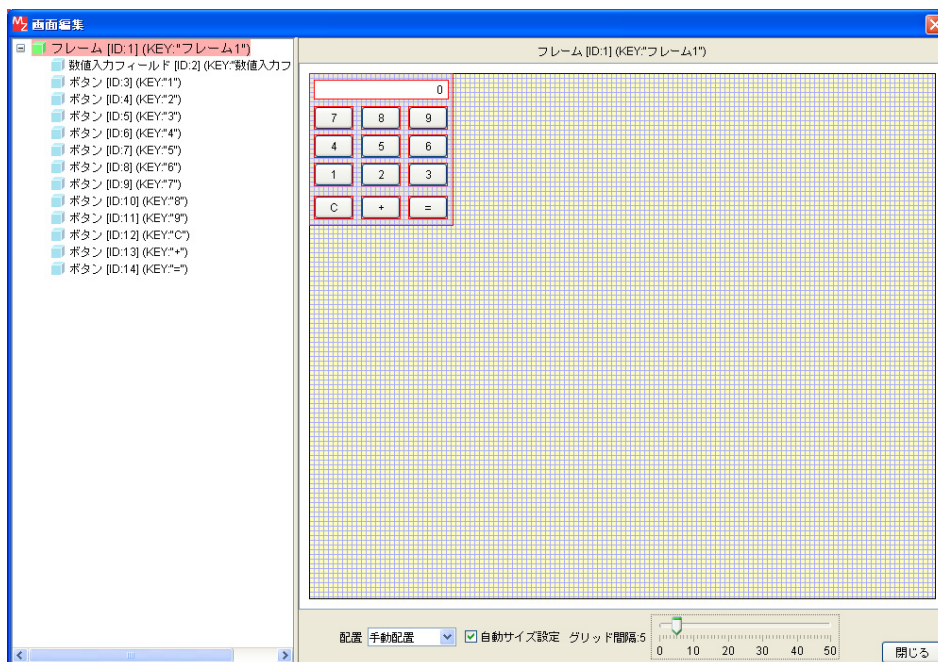 画面編集
フレーム [ID:1] (KEY:"フレーム1")
数値入力フィールド [ID:2] (KEY:"数値入力フ
ボタン [ID:3] (KEY:"1")
ボタン [ID:4] (KEY:"2")
ボタン [ID:5] (KEY:"3")
ボタン [ID:6] (KEY:"4")
ボタン [ID:7] (KEY:"5")
ボタン [ID:8] (KEY:"6")
ボタン [ID:9] (KEY:"7")
ボタン [ID:10] (KEY:"8")
ボタン [ID:11] (KEY:"9")
ボタン [ID:12] (KEY:"C")
ボタン [ID:13] (KEY:"+")
ボタン [ID:14] (KEY:"=")
フレーム [ID:1] (KEY:"フレーム1")
0
7 8 9
4 5 6
1 2 3
C + =
配置 手動配置 自動サイズ設定 グリッド間隔:5
0 10 20 30 40 50
閉じる